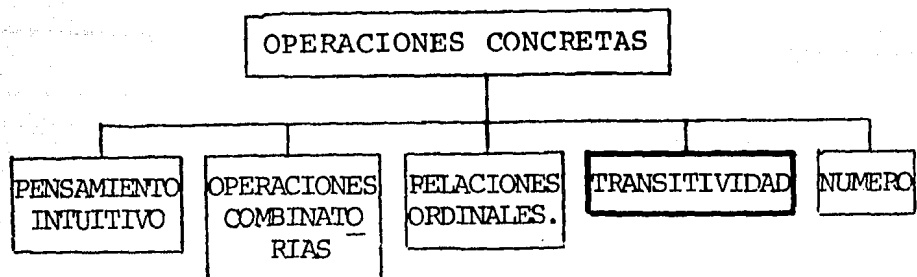 OPERACIONES CONCRETAS
PENSAMIENTO
INTUITIVO
OPERACIONES
COMBINATO
RIAS
PELACIONES
ORDINALES.
TRANSITIVIDAD
NUMERO